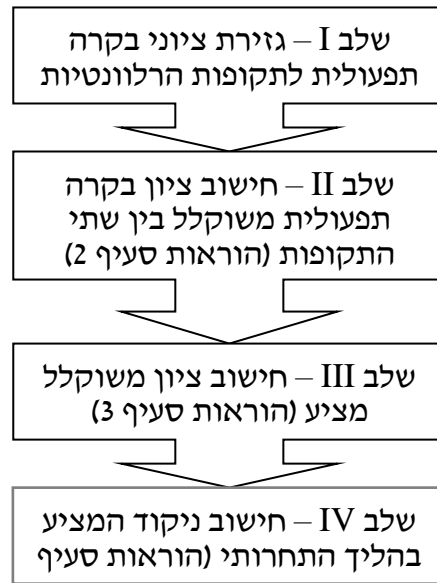 שלב I – גזירת ציוני בקרה
תפעולית לתקופות הרלוונטיות
שלב II – חישוב ציון בקרה
תפעולית משוקלל בין שתי
התקופות (הוראות סעיף 2)
שלב III – חישוב ציון משוקלל
מציע (הוראות סעיף 3)
שלב IV – חישוב ניקוד המציע
בהליך התחרותי (הוראות סעיף